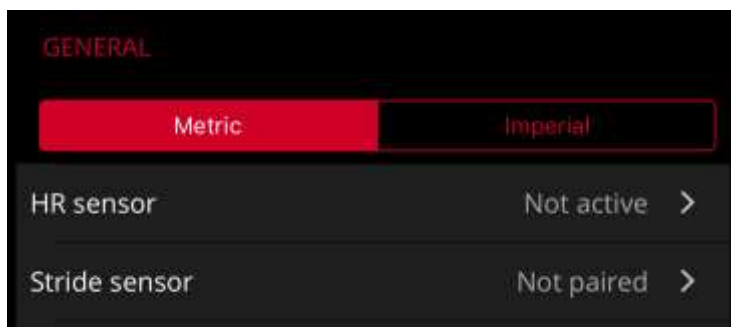 GENERAL
Metric Imperial
HR sensor Not active
Stride sensor Not paired